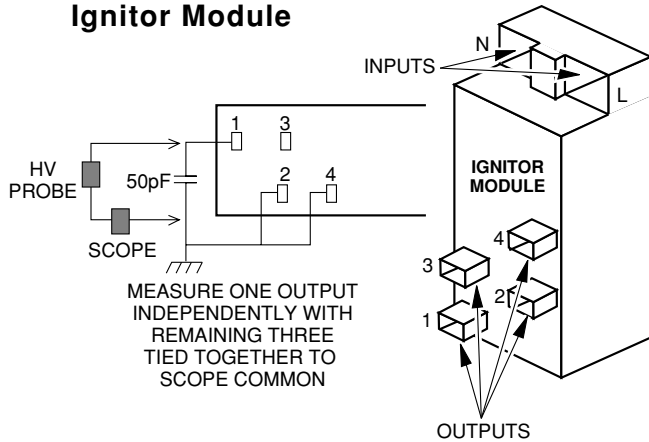 Ignitor Module
INPUTS
N
L
1
3
2
4
HV
PROBE
50pF
SCOPE
IGNITOR
MODULE
4
3
2
1
MEASURE ONE OUTPUT
INDEPENDENTLY WITH
REMAINING THREE
TIED TOGETHER TO
SCOPE COMMON
OUTPUTS